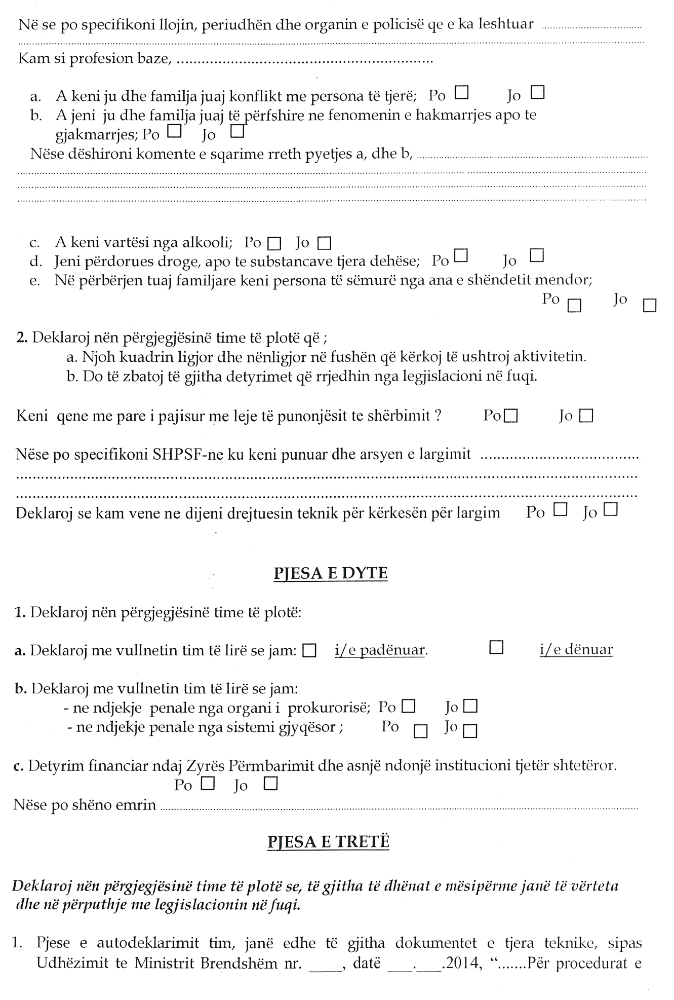 Në se po specifikoni llojin, periudhën dhe organin e policisë qe e ka leshtuar ........................................
................................................................................
Kam si profesion baze, ............................................................
a. A keni ju dhe familja juaj konflikt me persona të tjerë; Po ☐ Jo ☐
b. A jeni ju dhe familja juaj të përfshire ne fenomenin e hakmarrjes apo te
gjakmarrjes; Po ☐ Jo ☐
Nëse dëshironi komente e sqarime rreth pyetjes a, dhe b, ........................................
................................................................................
................................................................................
................................................................................
c. A keni vartësi nga alkooli; Po ☐ Jo ☐
d. Jeni përdorues droge, apo te substancave tjera dehëse; Po ☐ Jo ☐
e. Në përbërjen tuaj familjare keni persona të sëmurë nga ana e shëndetit mendor;
Po ☐ Jo ☐
2. Deklaroj nën përgjegjësinë time të plotë që ;
a. Njoh kuadrin ligjor dhe nënligjor në fushën që kërkoj të ushtroj aktivitetin.
b. Do të zbatoj të gjitha detyrimet që rrjedhin nga legjislacioni në fuqi.
Keni qene me pare i pajisur me leje të punonjësit te shërbimit ? Po ☐ Jo ☐
Nëse po specifikoni SHPSF-ne ku keni punuar dhe arsyen e largimit ......................................
................................................................................
................................................................................
Deklaroj se kam vene ne dijeni drejtuesin teknik për kërkesën për largim Po ☐ Jo ☐
PJESA E DYTE
1. Deklaroj nën përgjegjësinë time të plotë:
a. Deklaroj me vullnetin tim të lirë se jam: ☐ i/e padënuar. ☐ i/e dënuar
b. Deklaroj me vullnetin tim të lirë se jam:
- ne ndjekje penale nga organi i prokurorisë; Po ☐ Jo ☐
- ne ndjekje penale nga sistemi gjyqësor ; Po ☐ Jo ☐
c. Detyrim financiar ndaj Zyrës Përmbarimit dhe asnjë ndonjë institucioni tjetër shtetëror.
Po ☐ Jo ☐
Nëse po shëno emrin ................................................................................
PJESA E TRETË
Deklaroj nën përgjegjësinë time të plotë se, të gjitha të dhënat e mësipërme janë të vërteta
dhe në përputhje me legjislacionin në fuqi.
1. Pjese e autodeklarimit tim, janë edhe të gjitha dokumentet e tjera teknike, sipas
Udhëzimit te Ministrit Brendshëm nr. ____, datë ___.___.2014, “.......Për procedurat e